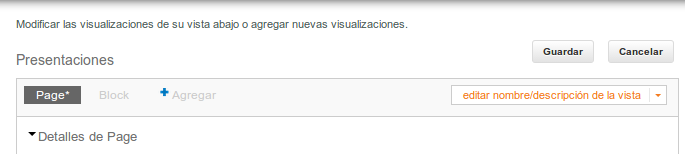 Modificar las visualizaciones de su vista abajo o agregar nuevas visualizaciones.
Guardar Cancelar
Presentaciones
Page* Block Agregar editar nombre/descripción de la vista
Detalles de Page